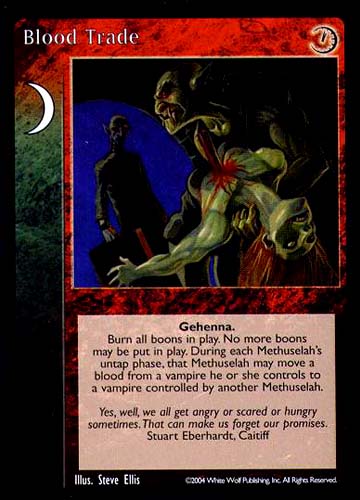 Blood Trade
Gehenna.
Burn all boons in play. No more boons
may be put in play. During each Methuselah's
untap phase, that Methuselah may move a
blood from a vampire he or she controls to
a vampire controlled by another Methuselah.
Yes, well, we all get angry or scared or hungry
sometimes. That can make us forget our promises.
Stuart Eberhardt, Caitiff
Illus. Steve Ellis
©2004 White Wolf Publishing, Inc. All Rights Reserved.